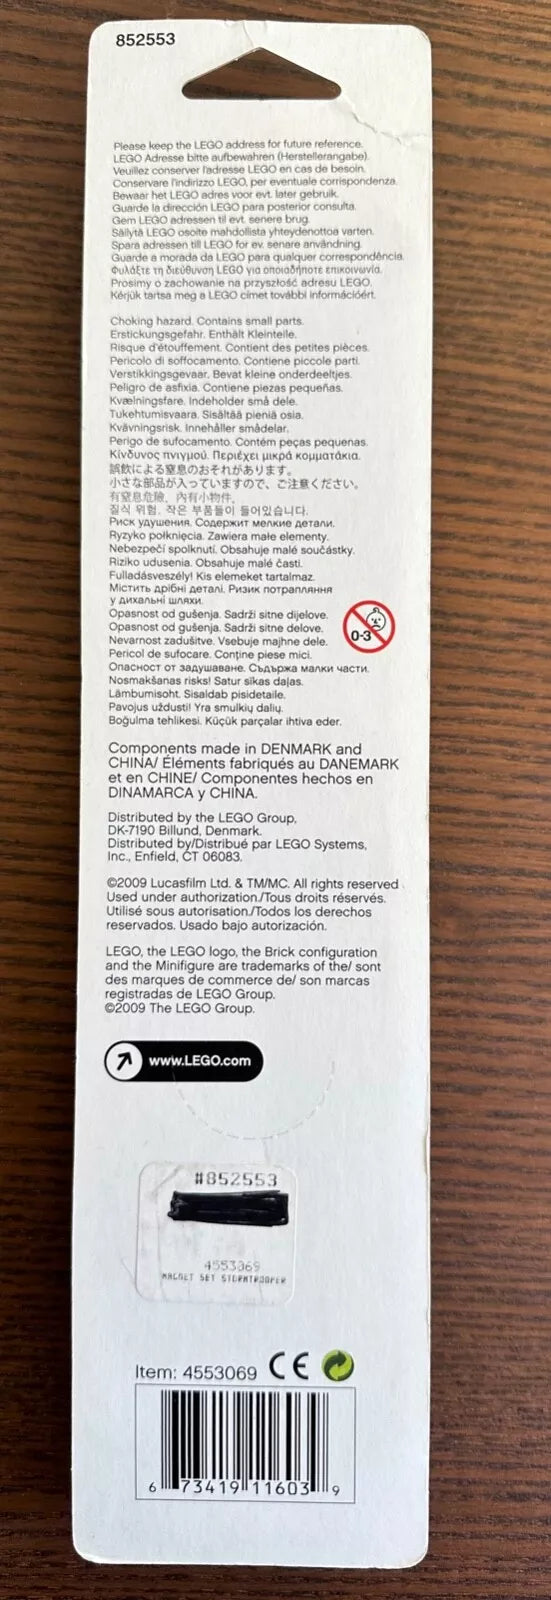 852553
Please keep the LEGO address for future reference.
LEGO Adresse bitte aufbewahren (Herstellerangabe).
Veuillez conserver l'adresse LEGO en cas de besoin.
Conservare l'indirizzo LEGO, per eventuale corrispondenza.
Bewaar het LEGO adres voor evt. later gebruik.
Guarde la dirección LEGO para posterior consulta.
Gem LEGO adressen til evt. senere brug.
Säilytä LEGO osoite mahdollista yhteydenottoa varten.
Spara adressen till LEGO for ev. senare användning.
Guarde a morada da LEGO para qualquer correspondência.
Φυλάξτε τη διεύθυνση LEGO για οποιαδήποτε επικοινωνία.
Prosimy o zachowanie na przyszłość adresu LEGO.
Kérjük tartsa meg a LEGO címet további információért.
Choking hazard. Contains small parts.
Erstickungsgefahr. Enthält Kleinteile.
Risque d'étouffement. Contient des petites pièces.
Pericolo di soffocamento. Contiene piccole parti.
Verstikkingsgevaar. Bevat kleine onderdeeltjes.
Peligro de asfixia. Contiene piezas pequeñas.
Kvælningsfare. Indeholder små dele.
Tukehtumisvaara. Sisältää pieniä osia.
Kvävningsrisk. Innehåller smådelar.
Perigo de sufocamento. Contém peças pequenas.
Κίνδυνος πνιγμού. Περιέχει μικρά κομματάκια.
誤飲による窒息のおそれがあります。
小さな部品が入っていますので、ご注意ください。
有窒息危險，內有小物件。
질식 위험. 작은 부품들이 들어있습니다.
Риск удушения. Содержит мелкие детали.
Ryzyko połknięcia. Zawiera małe elementy.
Nebezpečí spolknutí. Obsahuje malé součástky.
Riziko udusenia. Obsahuje malé časti.
Fulladásveszély! Kis elemeket tartalmaz.
Містить дрібні деталі. Ризик потрапляння
у дихальні шляхи.
Opasnost od gušenja. Sadrži sitne dijelove.
Opasnost od gušenja. Sadrži sitne delove.
Nevarnost zadušitve. Vsebuje majhne dele.
0-3
Pericol de sufocare. Conţine piese mici.
Опасност от задушаване. Съдържа малки части.
Nosmakšanas risks! Satur sīkas daļas.
Lämbumisoht. Sisaldab pisidetaile.
Pavojus uždusti! Yra smulkių dalių.
Boğulma tehlikesi. Küçük parçalar ihtiva eder.
Components made in DENMARK and
CHINA/ Éléments fabriqués au DANEMARK
et en CHINE/ Componentes hechos en
DINAMARCA y CHINA.
Distributed by the LEGO Group,
DK-7190 Billund, Denmark.
Distributed by/Distribué par LEGO Systems,
Inc., Enfield, CT 06083.
©2009 Lucasfilm Ltd. & TM/MC. All rights reserved
Used under authorization./Tous droits réservés.
Utilisé sous autorisation./Todos los derechos
reservados. Usado bajo autorización.
LEGO, the LEGO logo, the Brick configuration
and the Minifigure are trademarks of the/ sont
des marques de commerce de/ son marcas
registradas de LEGO Group.
©2009 The LEGO Group.
www.LEGO.com
#852553
4553069
MAGNET SET STORMTROOPER
Item: 4553069 CE
6 73419 11603 9